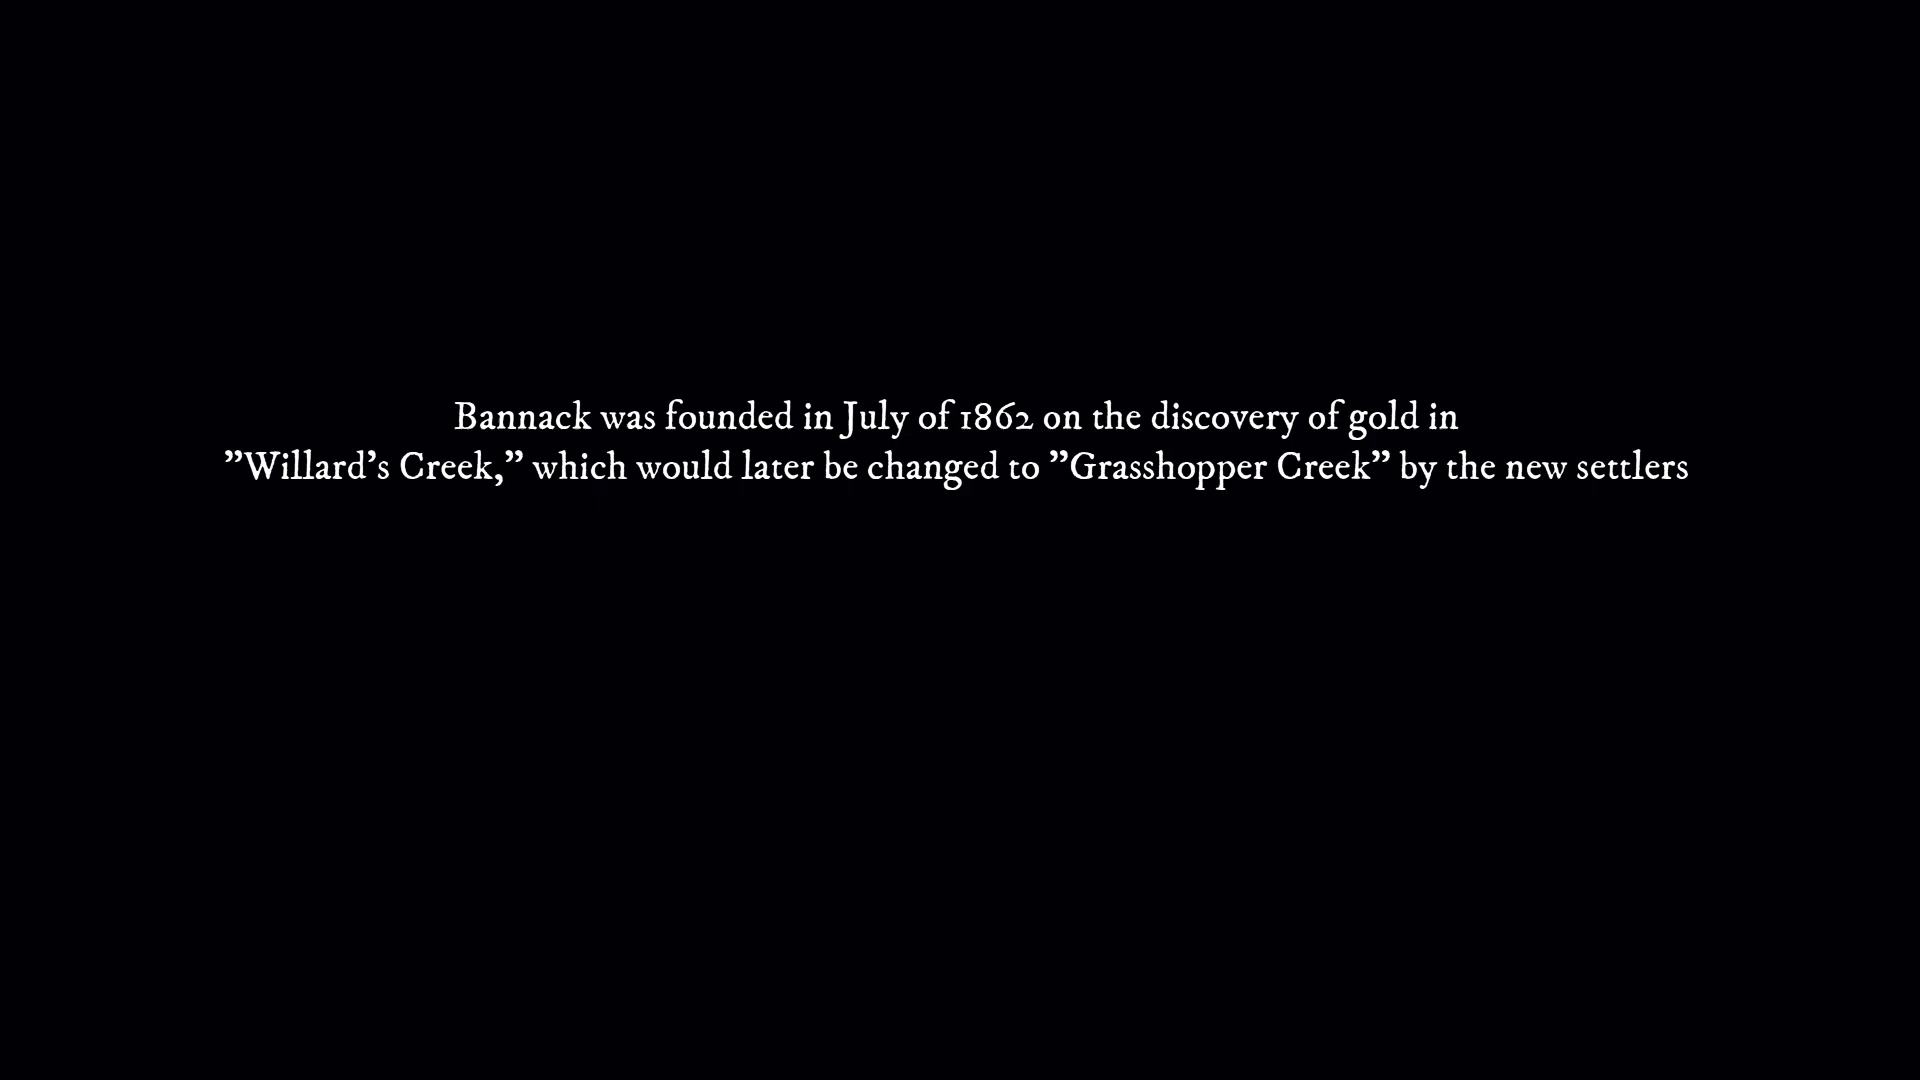 Bannack was founded in July of 1862 on the discovery of gold in
”Willard’s Creek,” which would later be changed to ”Grasshopper Creek” by the new settlers